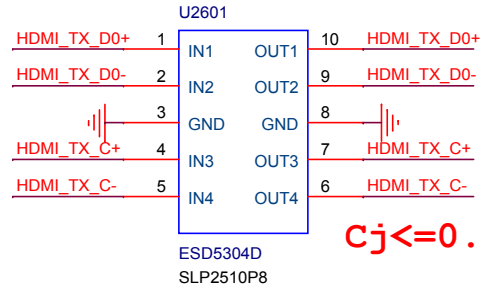 U2601
HDMI_TX_D0+ 1 IN1 OUT1 10 HDMI_TX_D0+
HDMI_TX_D0- 2 IN2 OUT2 9 HDMI_TX_D0-
3 GND GND 8
HDMI_TX_C+ 4 IN3 OUT3 7 HDMI_TX_C+
HDMI_TX_C- 5 IN4 OUT4 6 HDMI_TX_C-
Cj<=0.
ESD5304D
SLP2510P8